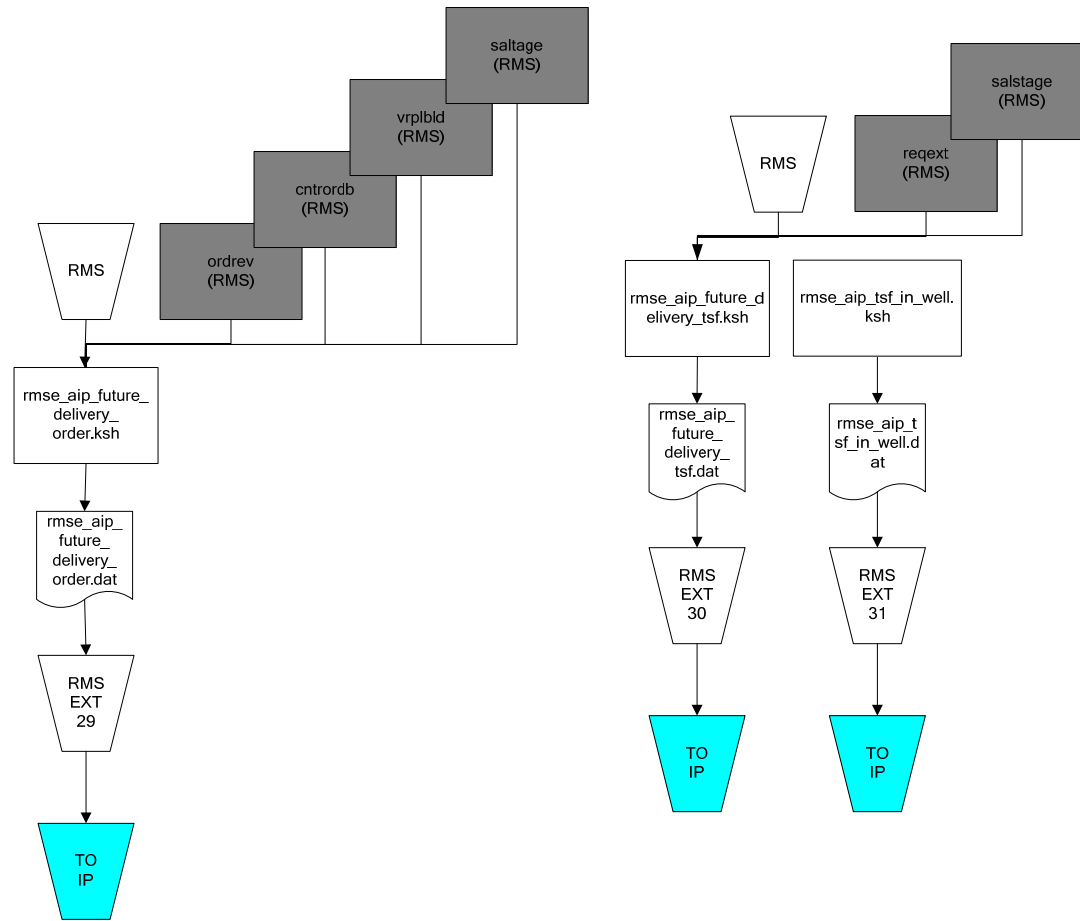 saltage
(RMS)
vrplbld
(RMS)
cntrordb
(RMS)
ordrev
(RMS)
RMS
rmse_aip_future_
delivery_
order.ksh
rmse_aip_
future_
delivery_
order.dat
RMS
EXT
29
TO
IP
salstage
(RMS)
reqext
(RMS)
RMS
rmse_aip_future_d
elivery_tsf.ksh
rmse_aip_
future_
delivery_
tsf.dat
RMS
EXT
30
TO
IP
rmse_aip_tsf_in_well.
ksh
rmse_aip_t
sf_in_well.d
at
RMS
EXT
31
TO
IP